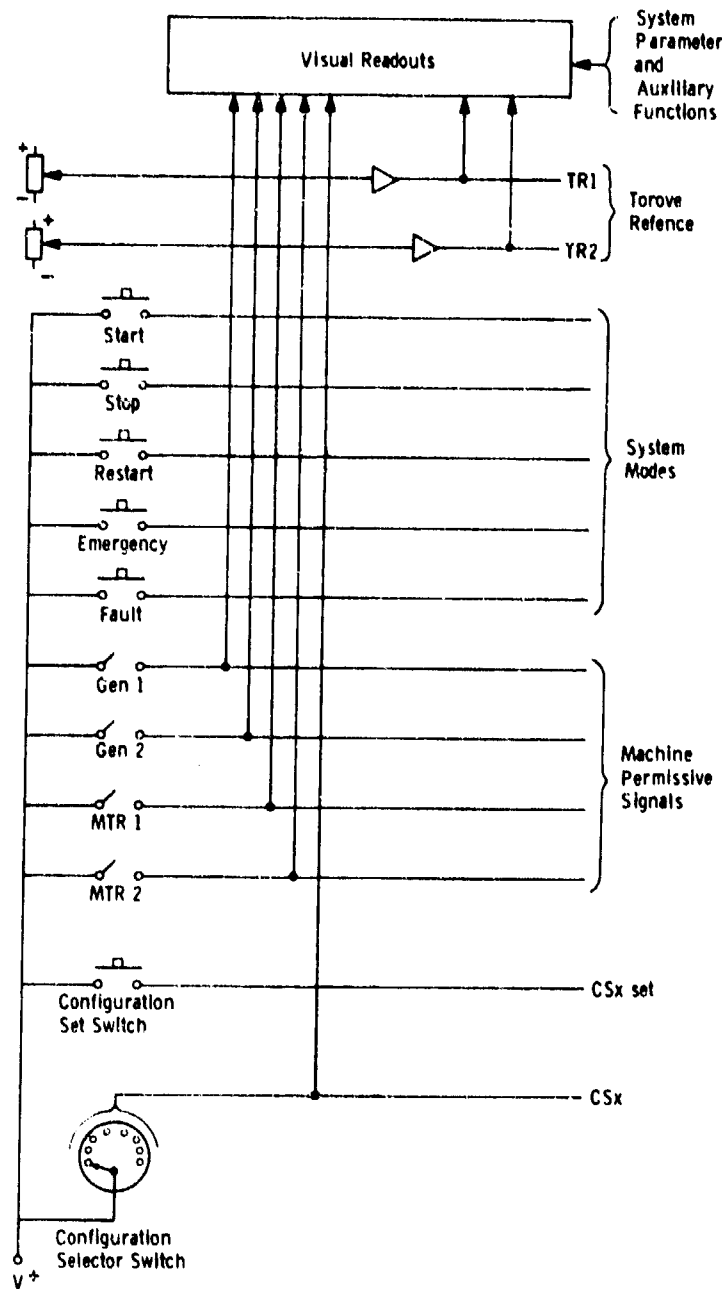 System
Parameter
and
Auxiliary
Functions
Visual Readouts
+
-
TR1
+
-
TR2
Torove
Refence
Start
Stop
Restart
Emergency
Fault
System
Modes
Gen 1
Gen 2
MTR 1
MTR 2
Machine
Permissive
Signals
Configuration
Set Switch
CSx set
CSx
Configuration
Selector Switch
V+